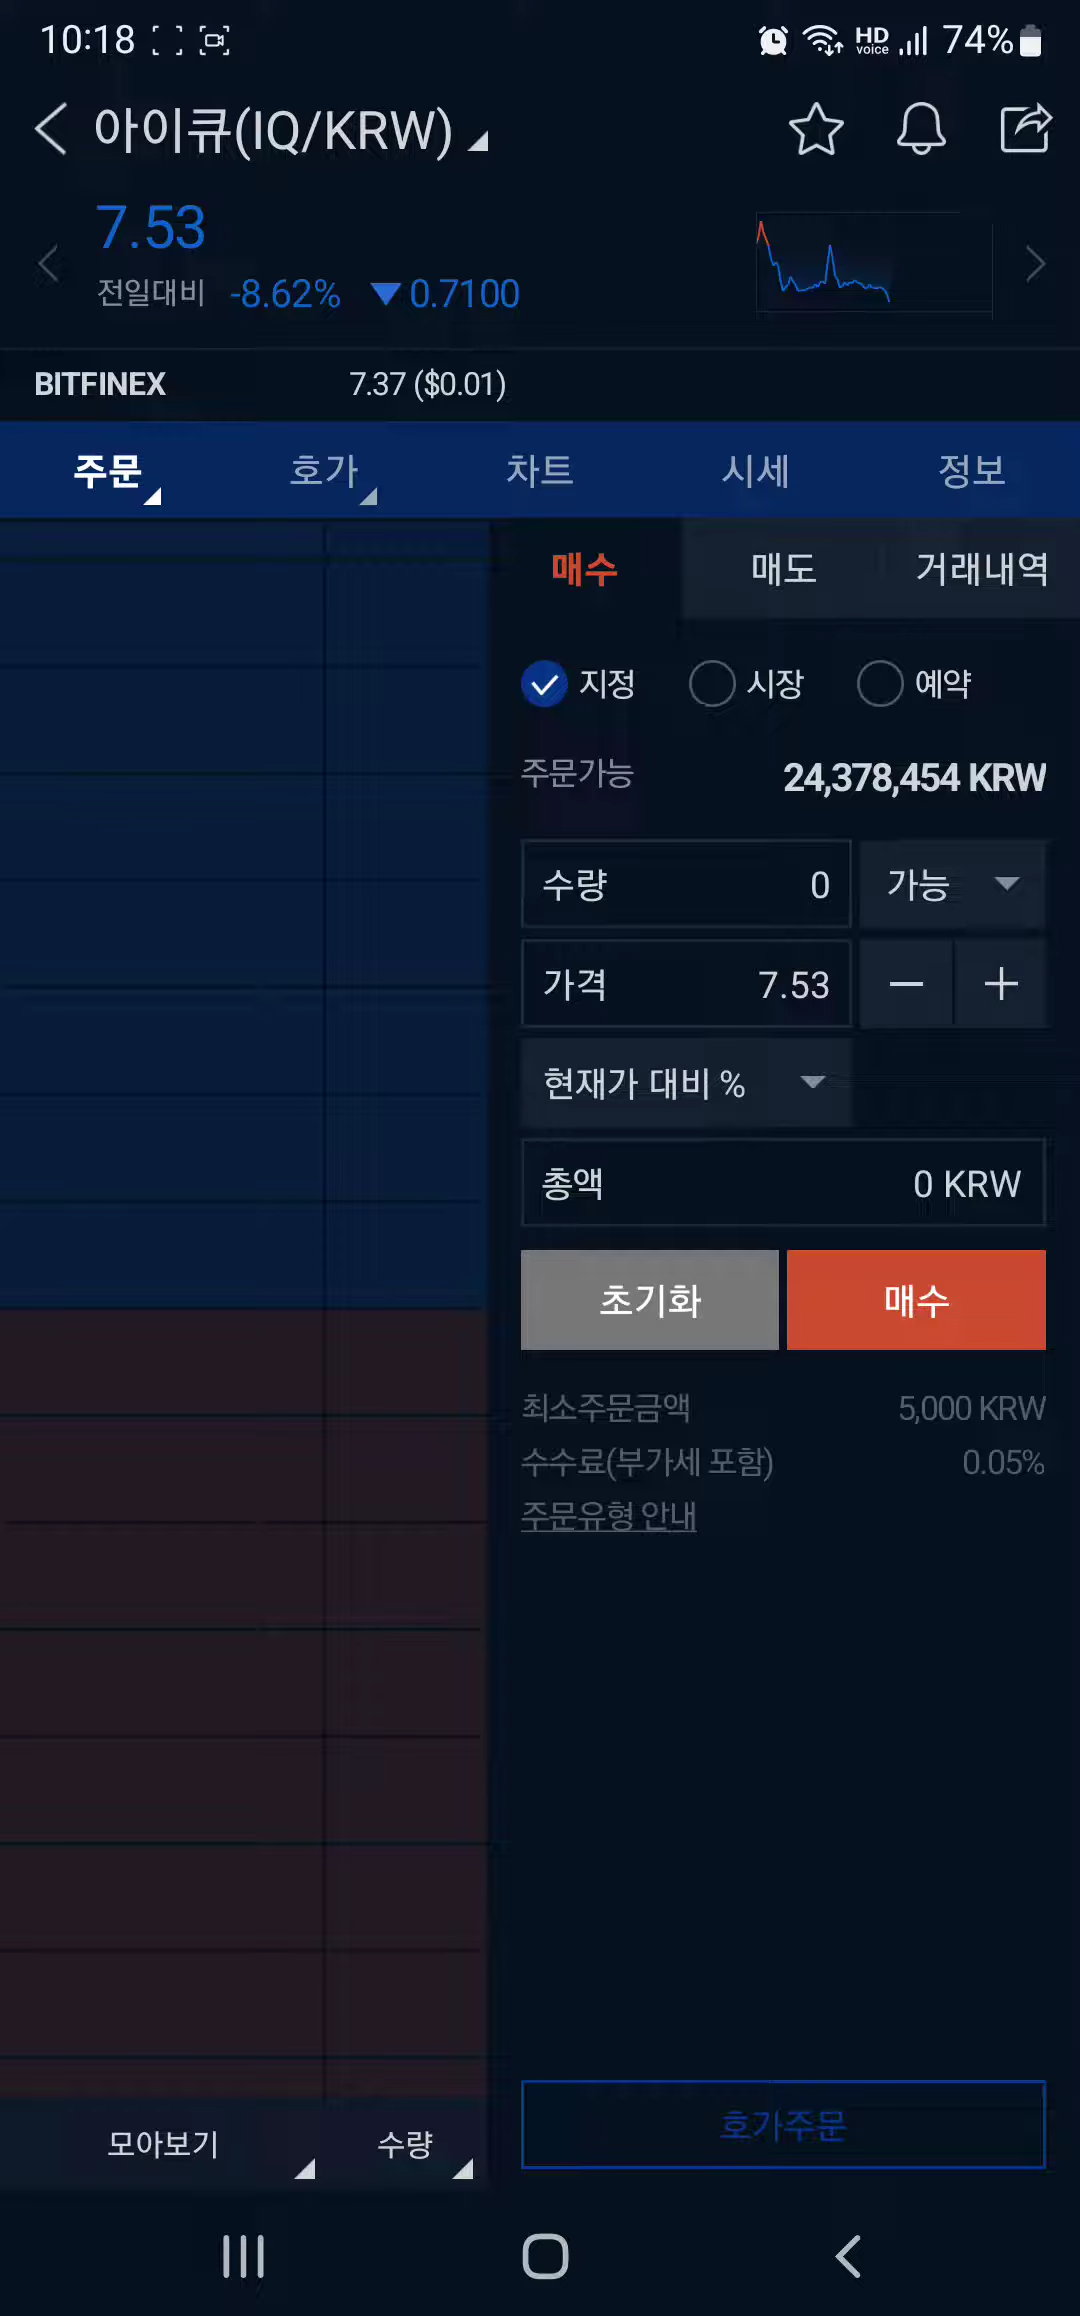 10:18 HD voice 74%
아이큐(IQ/KRW)
7.53
전일대비 -8.62% ▼ 0.7100
BITFINEX 7.37 ($0.01)
주문 호가 차트 시세 정보
매수 매도 거래내역
지정 시장 예약
주문가능 24,378,454 KRW
수량 0 가능
가격 7.53 − +
현재가 대비 %
총액 0 KRW
초기화 매수
최소주문금액 5,000 KRW
수수료(부가세 포함) 0.05%
주문유형 안내
호가주문
모아보기 수량